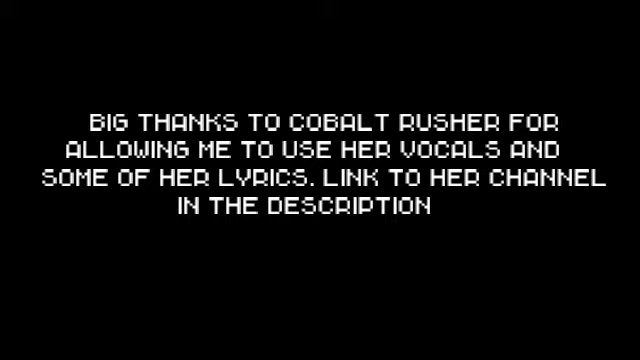 BIG THANKS TO COBALT RUSHER FOR
ALLOWING ME TO USE HER VOCALS AND
SOME OF HER LYRICS. LINK TO HER CHANNEL
IN THE DESCRIPTION